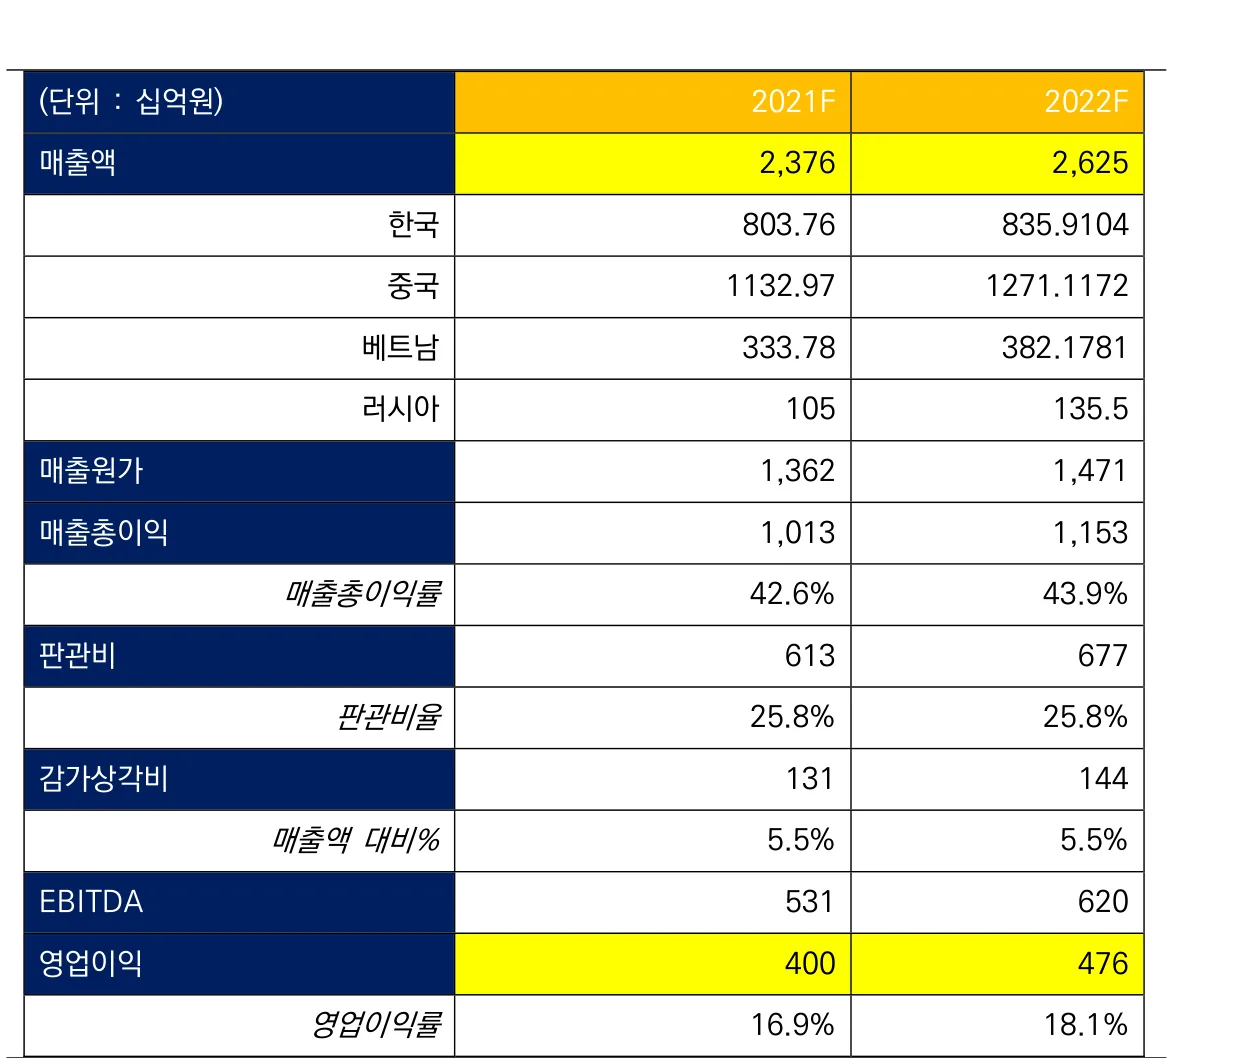 (단위 : 십억원) 2021F 2022F
매출액 2,376 2,625
한국 803.76 835.9104
중국 1132.97 1271.1172
베트남 333.78 382.1781
러시아 105 135.5
매출원가 1,362 1,471
매출총이익 1,013 1,153
매출총이익률 42.6% 43.9%
판관비 613 677
판관비율 25.8% 25.8%
감가상각비 131 144
매출액 대비% 5.5% 5.5%
EBITDA 531 620
영업이익 400 476
영업이익률 16.9% 18.1%